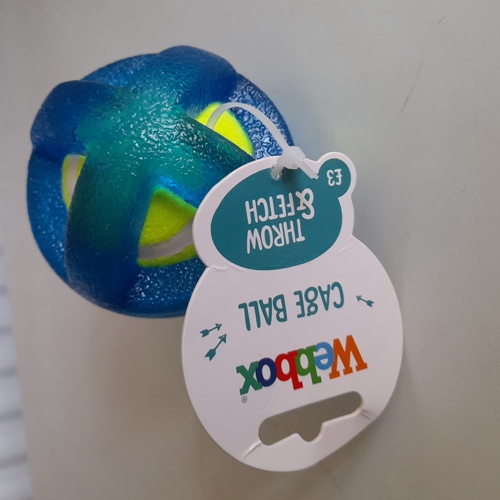 Webbox®
CAGE BALL
THROW
& FETCH
£3